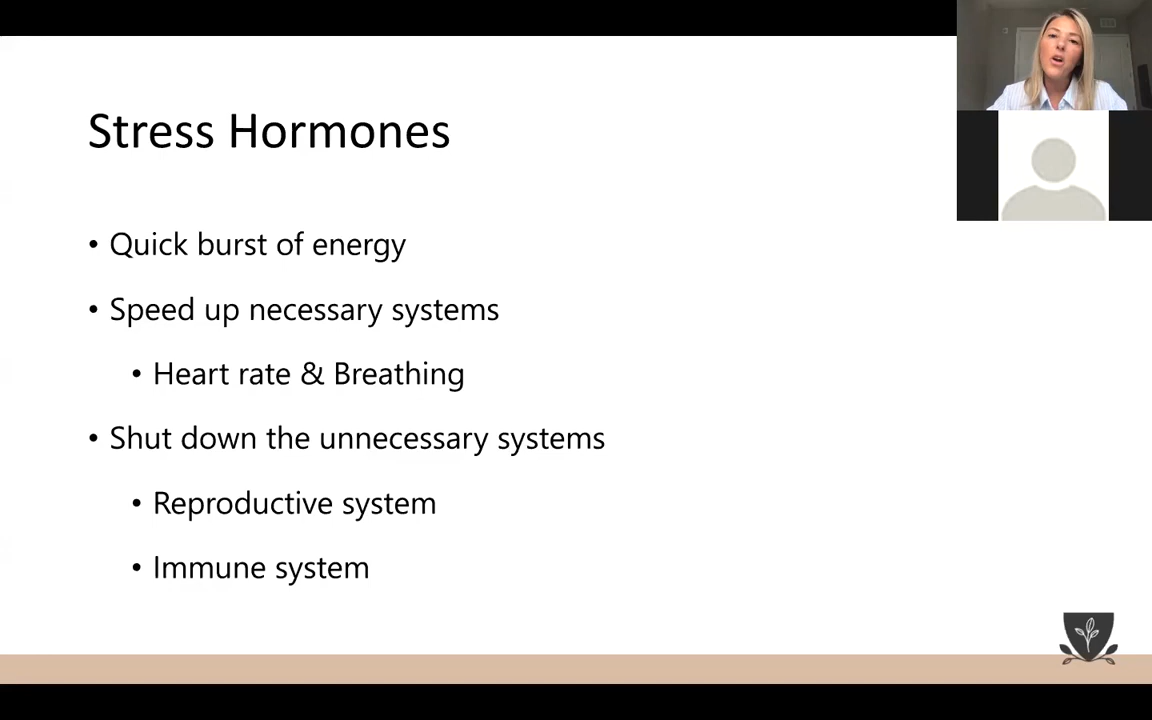 Stress Hormones
• Quick burst of energy
• Speed up necessary systems
• Heart rate & Breathing
• Shut down the unnecessary systems
• Reproductive system
• Immune system